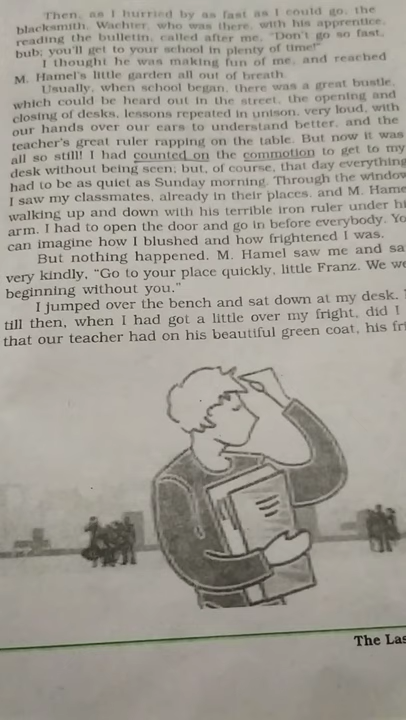 Then, as I hurried by as fast as I could go, the
blacksmith, Wachter, who was there, with his apprentice,
reading the bulletin, called after me, "Don't go so fast,
bub; you'll get to your school in plenty of time!"
I thought he was making fun of me, and reached
M. Hamel's little garden all out of breath.
Usually, when school began, there was a great bustle,
which could be heard out in the street, the opening and
closing of desks, lessons repeated in unison, very loud, with
our hands over our ears to understand better, and the
teacher's great ruler rapping on the table. But now it was
all so still! I had counted on the commotion to get to my
desk without being seen; but, of course, that day everything
had to be as quiet as Sunday morning. Through the window
I saw my classmates, already in their places, and M. Hame
walking up and down with his terrible iron ruler under hi
arm. I had to open the door and go in before everybody. Yo
can imagine how I blushed and how frightened I was.
But nothing happened. M. Hamel saw me and sa
very kindly, "Go to your place quickly, little Franz. We we
beginning without you."
I jumped over the bench and sat down at my desk.
till then, when I had got a little over my fright, did I
that our teacher had on his beautiful green coat, his fri
The Las